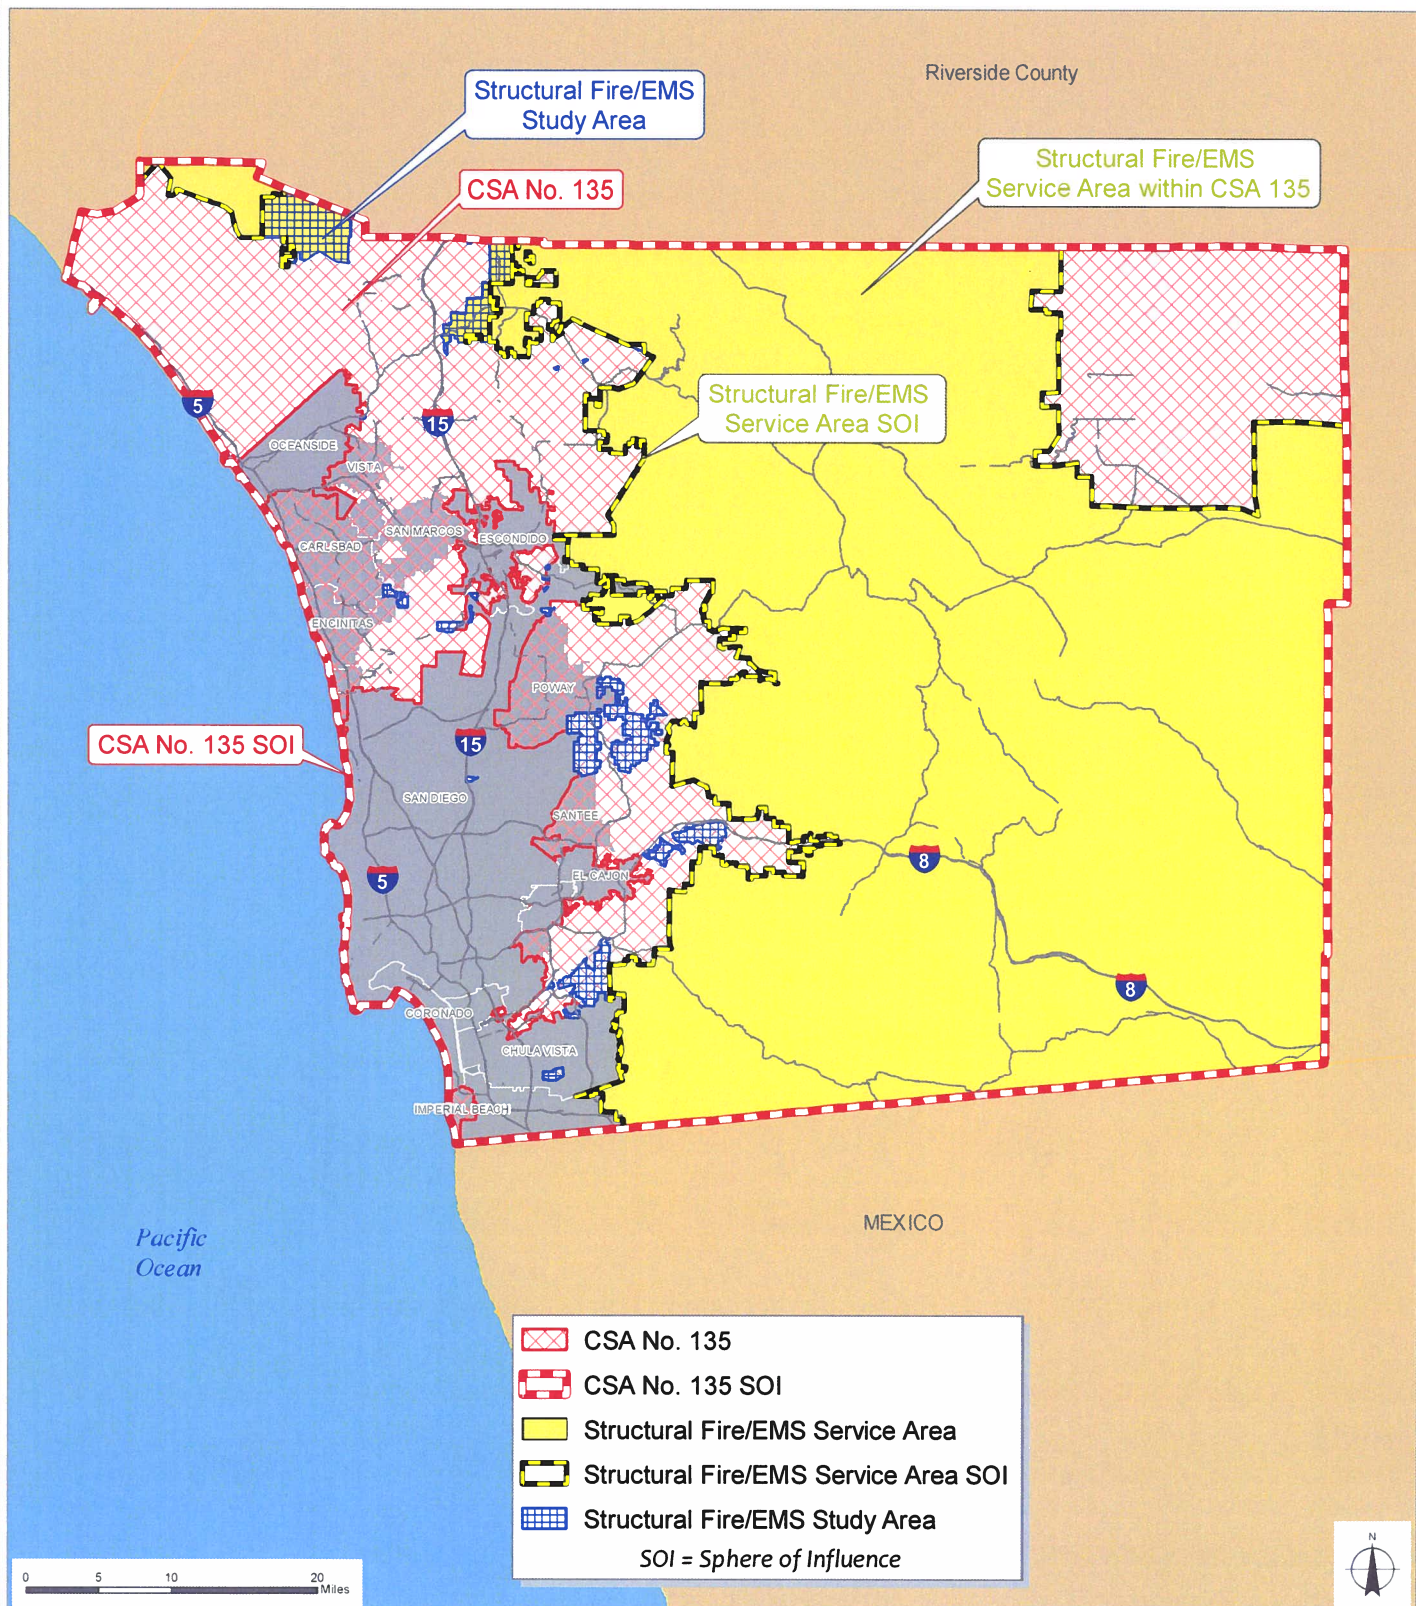 Riverside County
Structural Fire/EMS
Study Area
Structural Fire/EMS
Service Area within CSA 135
CSA No. 135
Structural Fire/EMS
Service Area SOI
5
15
OCEANSIDE
VISTA
SAN MARCOS
ESCONDIDO
CARLSBAD
ENCINITAS
POWAY
CSA No. 135 SOI
15
SAN DIEGO
SANTEE
8
EL CAJON
5
8
CORONADO
CHULA VISTA
IMPERIAL BEACH
MEXICO
Pacific
Ocean
CSA No. 135
CSA No. 135 SOI
Structural Fire/EMS Service Area
Structural Fire/EMS Service Area SOI
Structural Fire/EMS Study Area
SOI = Sphere of Influence
0 5 10 20
Miles
N